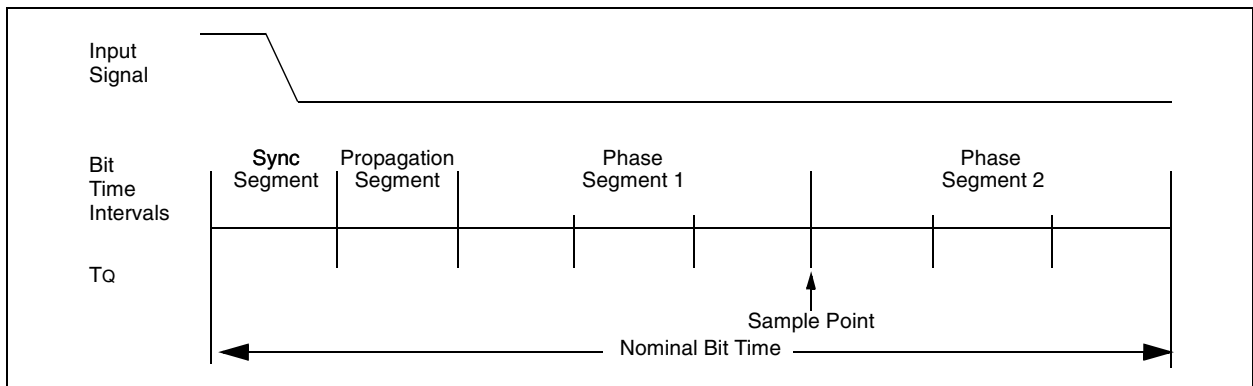 Input
Signal
Bit
Time
Intervals
Sync
Segment
Propagation
Segment
Phase
Segment 1
Phase
Segment 2
TQ
Sample Point
Nominal Bit Time